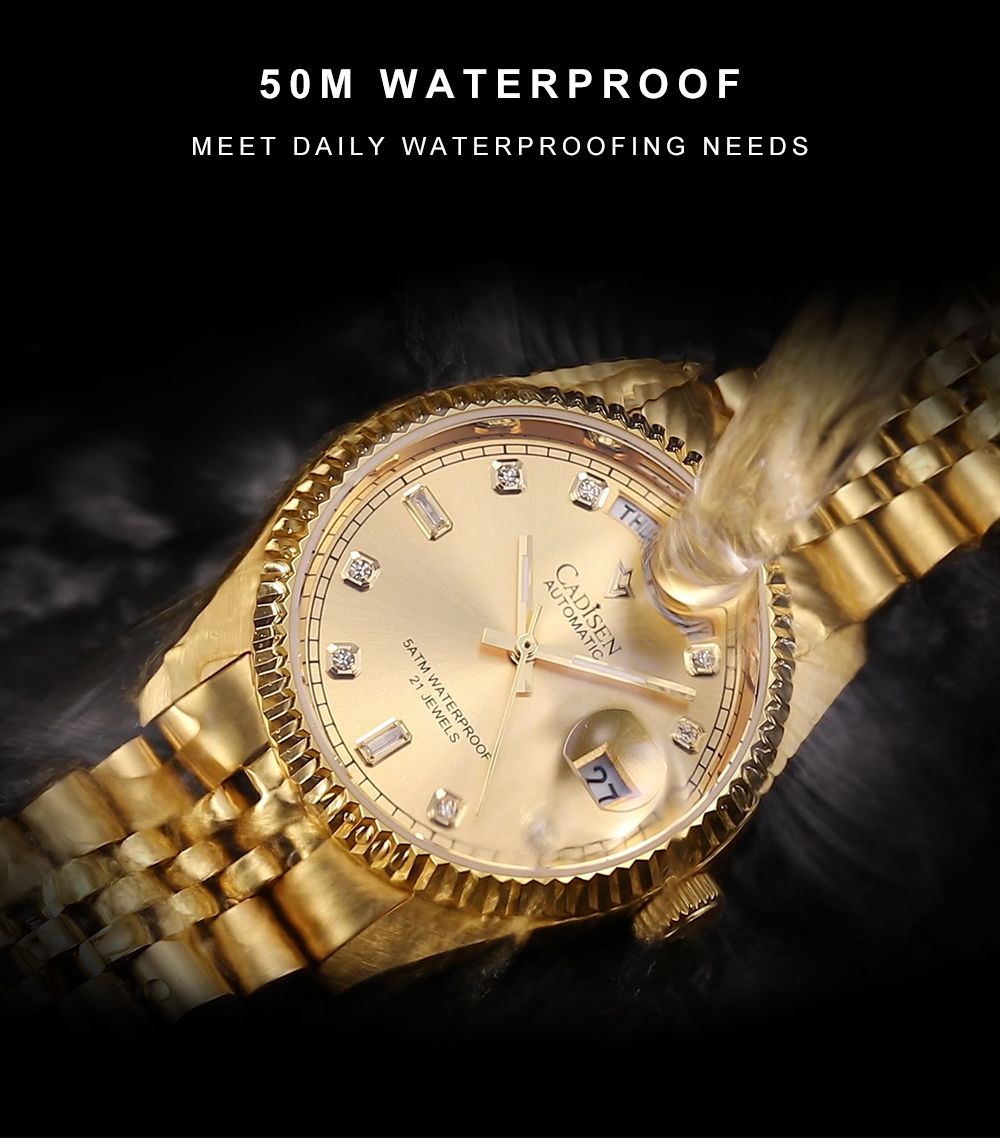 50M WATERPROOF
MEET DAILY WATERPROOFING NEEDS
CADISEN
AUTOMATIC
27
5ATM WATERPROOF
21 JEWELS